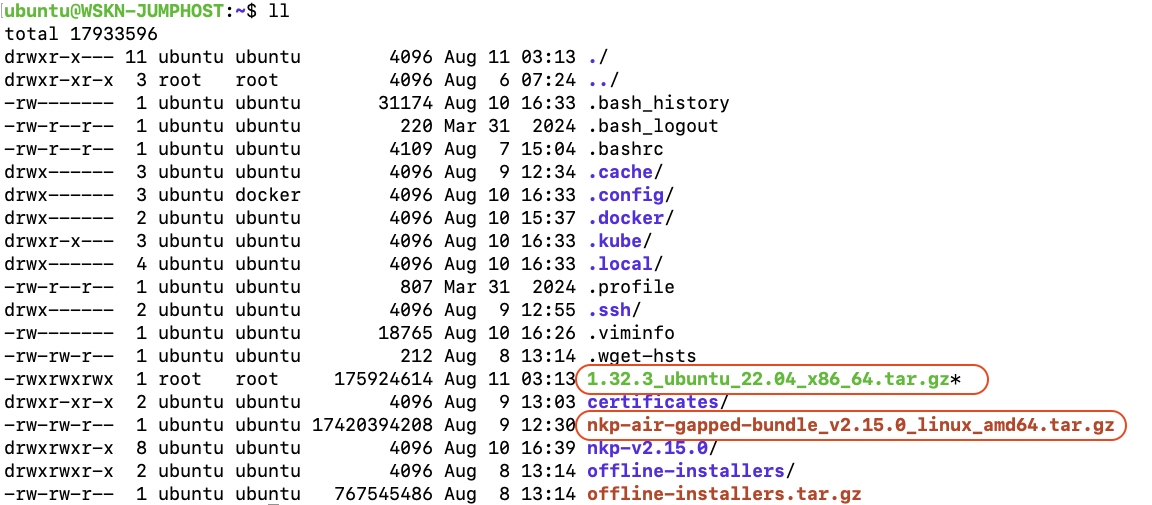 ubuntu@WSKN-JUMPHOST:~$ ll
total 17933596
drwxr-x--- 11 ubuntu ubuntu        4096 Aug 11 03:13 ./
drwxr-xr-x  3 root   root          4096 Aug  6 07:24 ../
-rw-------  1 ubuntu ubuntu       31174 Aug 10 16:33 .bash_history
-rw-r--r--  1 ubuntu ubuntu         220 Mar 31  2024 .bash_logout
-rw-r--r--  1 ubuntu ubuntu        4109 Aug  7 15:04 .bashrc
drwx------  3 ubuntu ubuntu        4096 Aug  9 12:34 .cache/
drwx------  3 ubuntu docker        4096 Aug 10 16:33 .config/
drwx------  2 ubuntu ubuntu        4096 Aug 10 15:37 .docker/
drwxr-x---  3 ubuntu ubuntu        4096 Aug 10 16:33 .kube/
drwx------  4 ubuntu ubuntu        4096 Aug 10 16:33 .local/
-rw-r--r--  1 ubuntu ubuntu         807 Mar 31  2024 .profile
drwx------  2 ubuntu ubuntu        4096 Aug  9 12:55 .ssh/
-rw-------  1 ubuntu ubuntu       18765 Aug 10 16:26 .viminfo
-rw-rw-r--  1 ubuntu ubuntu         212 Aug  8 13:14 .wget-hsts
-rwxrwxrwx  1 root   root     175924614 Aug 11 03:13 1.32.3_ubuntu_22.04_x86_64.tar.gz*
drwxr-xr-x  2 ubuntu ubuntu        4096 Aug  9 13:03 certificates/
-rw-rw-r--  1 ubuntu ubuntu 17420394208 Aug  9 12:30 nkp-air-gapped-bundle_v2.15.0_linux_amd64.tar.gz
drwxrwxr-x  8 ubuntu ubuntu        4096 Aug 10 16:39 nkp-v2.15.0/
drwxrwxr-x  2 ubuntu ubuntu        4096 Aug  8 13:14 offline-installers/
-rw-rw-r--  1 ubuntu ubuntu   767545486 Aug  8 13:14 offline-installers.tar.gz